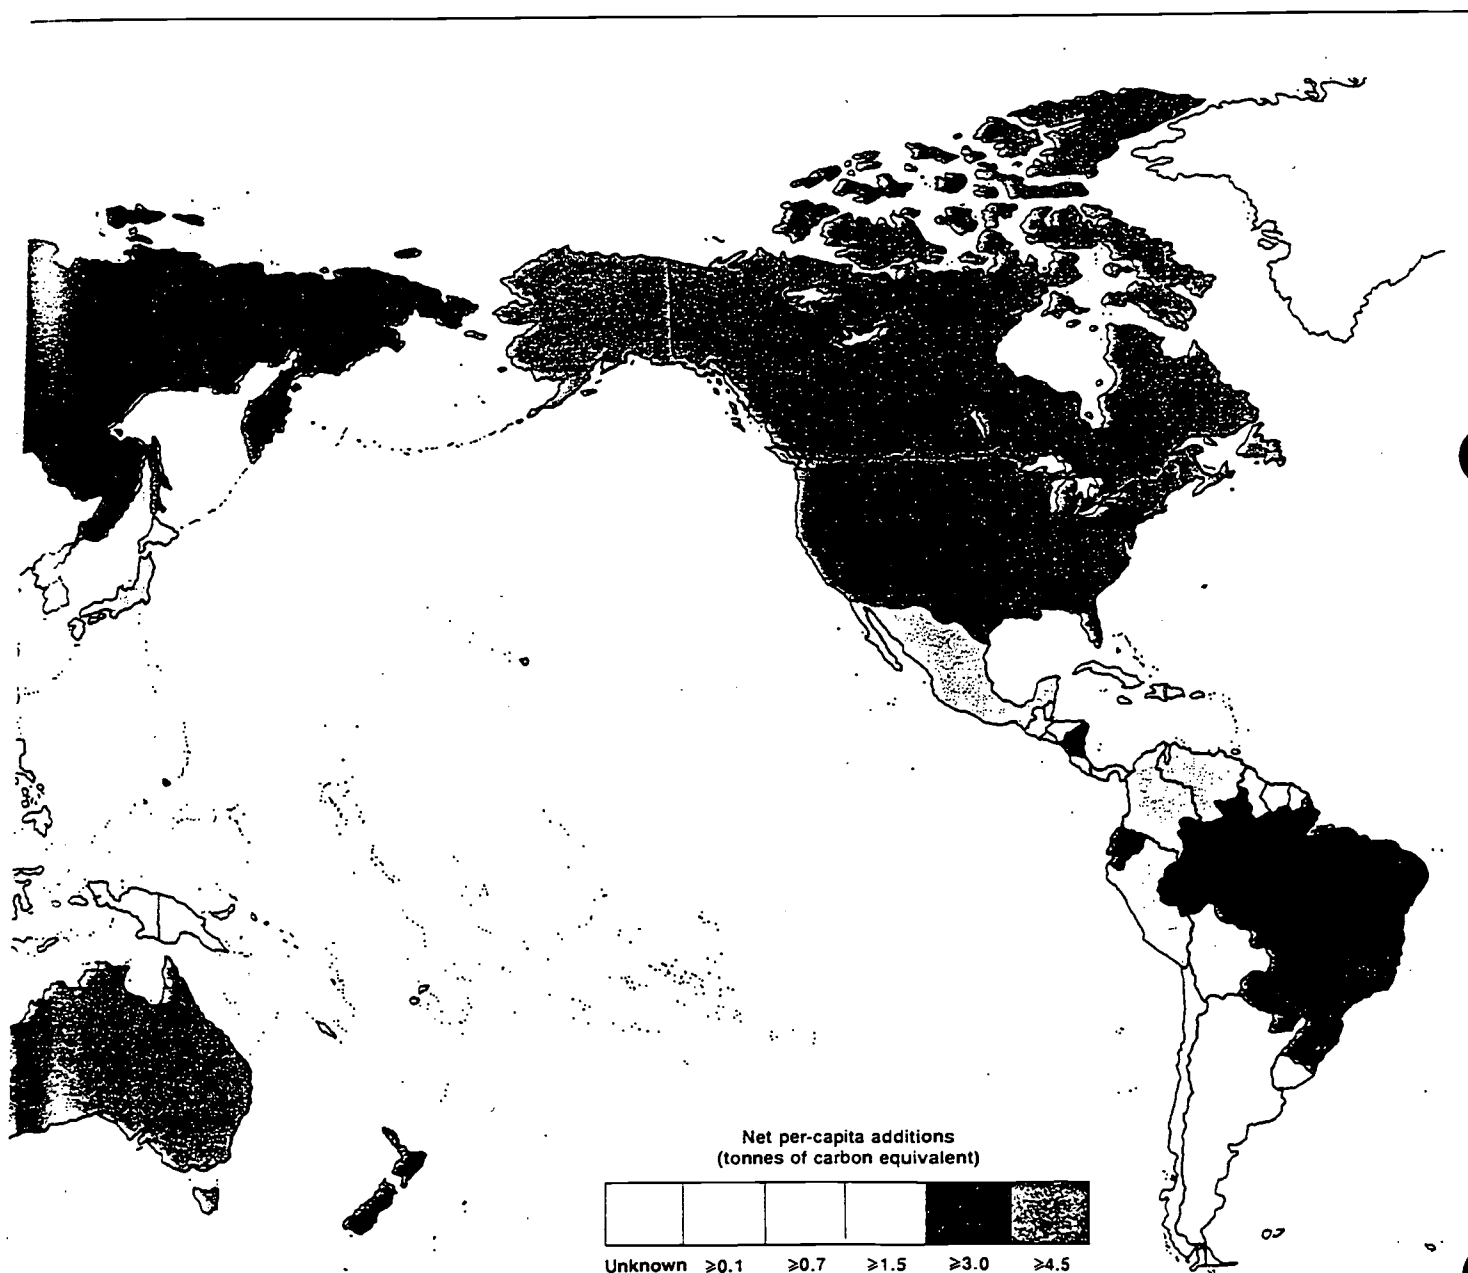 Net per-capita additions
(tonnes of carbon equivalent)
Unknown ≥0.1 ≥0.7 ≥1.5 ≥3.0 ≥4.5